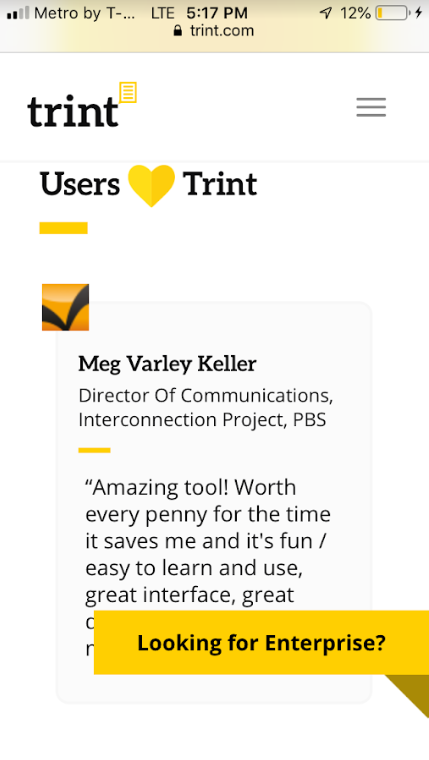 Metro by T-... LTE 5:17 PM 12%
trint.com
trint
Users Trint
Meg Varley Keller
Director Of Communications,
Interconnection Project, PBS
“Amazing tool! Worth
every penny for the time
it saves me and it's fun /
easy to learn and use,
great interface, great
Looking for Enterprise?